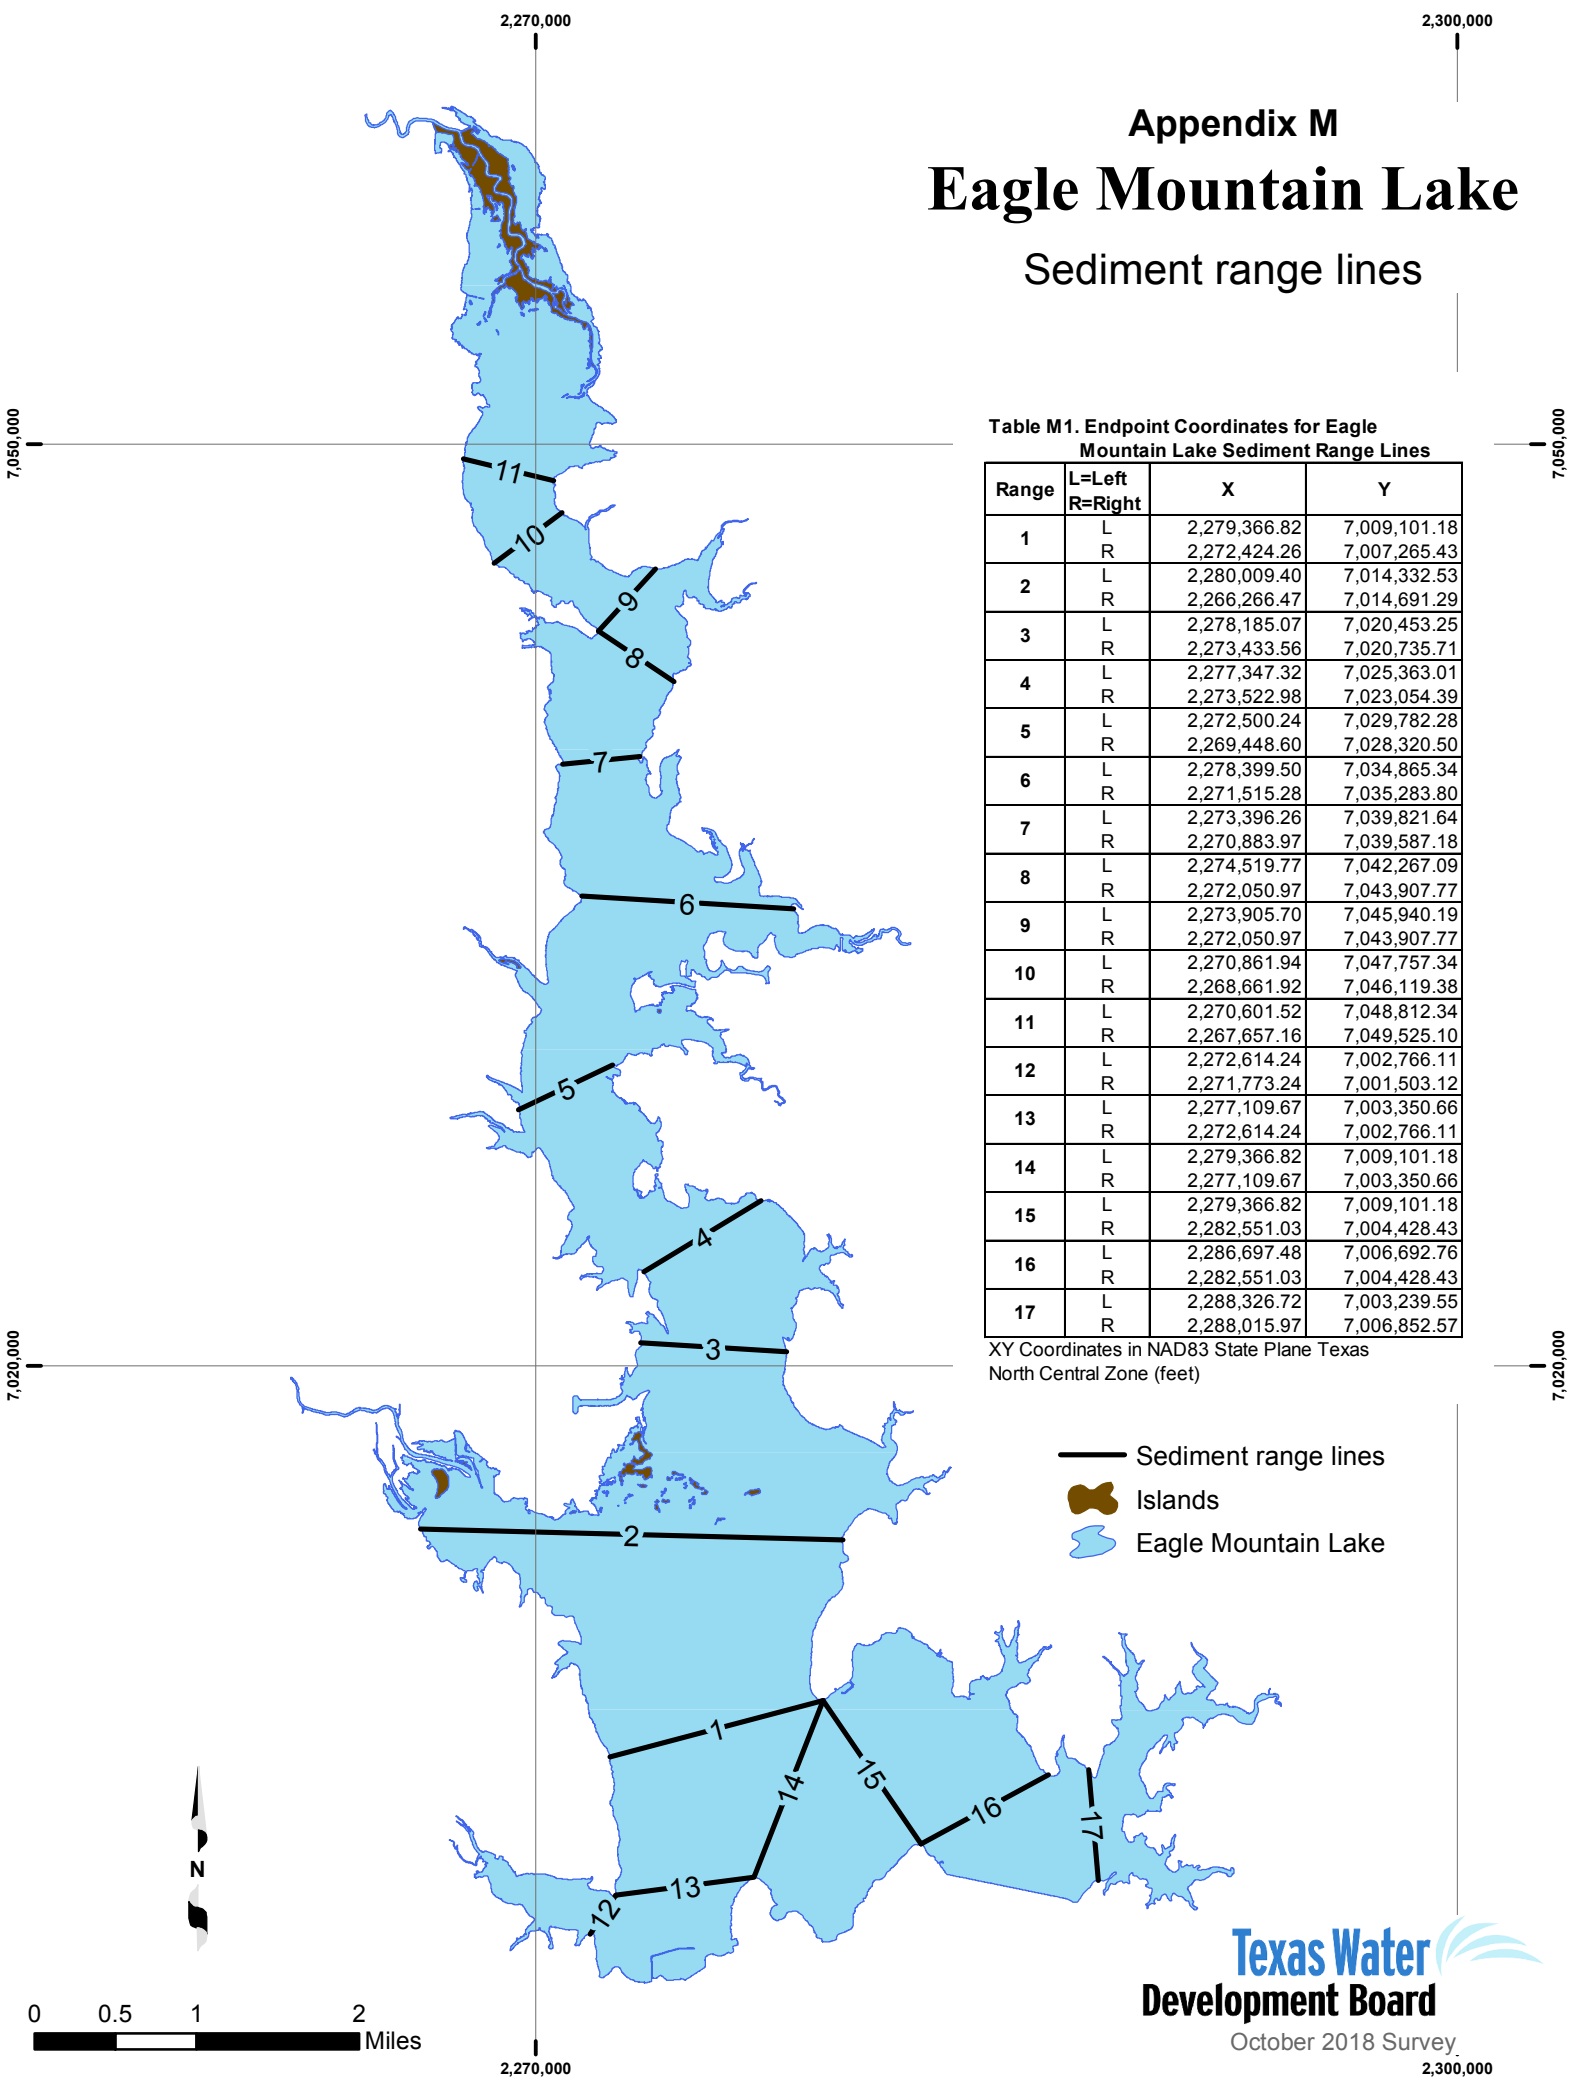 2,270,000
2,300,000
Appendix M
Eagle Mountain Lake
Sediment range lines
7,050,000
7,050,000
Table M1. Endpoint Coordinates for Eagle
Mountain Lake Sediment Range Lines
Range L=Left R=Right X Y
1 L 2,279,366.82 7,009,101.18
R 2,272,424.26 7,007,265.43
2 L 2,280,009.40 7,014,332.53
R 2,266,266.47 7,014,691.29
3 L 2,278,185.07 7,020,453.25
R 2,273,433.56 7,020,735.71
4 L 2,277,347.32 7,025,363.01
R 2,273,522.98 7,023,054.39
5 L 2,272,500.24 7,029,782.28
R 2,269,448.60 7,028,320.50
6 L 2,278,399.50 7,034,865.34
R 2,271,515.28 7,035,283.80
7 L 2,273,396.26 7,039,821.64
R 2,270,883.97 7,039,587.18
8 L 2,274,519.77 7,042,267.09
R 2,272,050.97 7,043,907.77
9 L 2,273,905.70 7,045,940.19
R 2,272,050.97 7,043,907.77
10 L 2,270,861.94 7,047,757.34
R 2,268,661.92 7,046,119.38
11 L 2,270,601.52 7,048,812.34
R 2,267,657.16 7,049,525.10
12 L 2,272,614.24 7,002,766.11
R 2,271,773.24 7,001,503.12
13 L 2,277,109.67 7,003,350.66
R 2,272,614.24 7,002,766.11
14 L 2,279,366.82 7,009,101.18
R 2,277,109.67 7,003,350.66
15 L 2,279,366.82 7,009,101.18
R 2,282,551.03 7,004,428.43
16 L 2,286,697.48 7,006,692.76
R 2,282,551.03 7,004,428.43
17 L 2,288,326.72 7,003,239.55
R 2,288,015.97 7,006,852.57
XY Coordinates in NAD83 State Plane Texas
North Central Zone (feet)
11
10
9
8
7
6
5
4
3
7,020,000
7,020,000
Sediment range lines
Islands
Eagle Mountain Lake
2
1
14
15
16
17
13
12
N
0 0.5 1 2
Miles
Texas Water
Development Board
October 2018 Survey
2,270,000
2,300,000